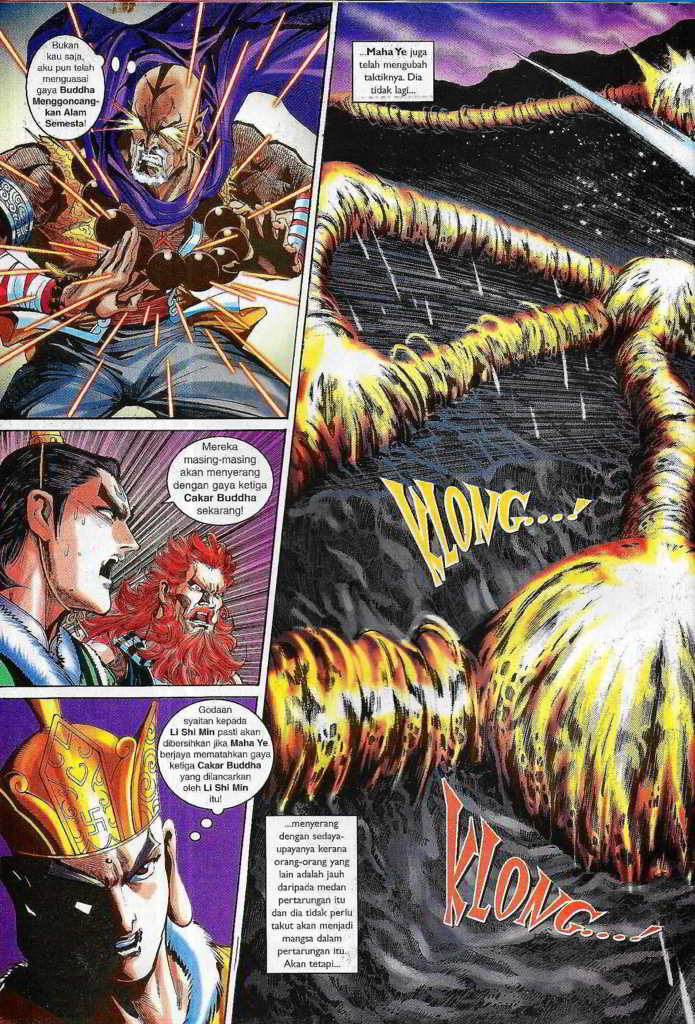 Bukan
kau saja,
aku pun telah
menguasai
gaya Buddha
Menggoncang-
kan Alam
Semesta!
...Maha Ye juga
telah mengubah
taktiknya. Dia
tidak lagi...
Mereka
masing-masing
akan menyerang
dengan gaya ketiga
Cakar Buddha
sekarang!
KLONG....!
Godaan
syaitan kepada
Li Shi Min pasti akan
dibersihkan jika Maha Ye
berjaya mematahkan gaya
ketiga Cakar Buddha
yang dilancarkan
oleh Li Shi Min
itu!
...menyerang
dengan sedaya-
upayanya kerana
orang-orang yang
lain adalah jauh
daripada medan
pertarungan itu
dan dia tidak perlu
takut akan menjadi
mangsa dalam
pertarungan itu.
Akan tetapi...
KLONG....!